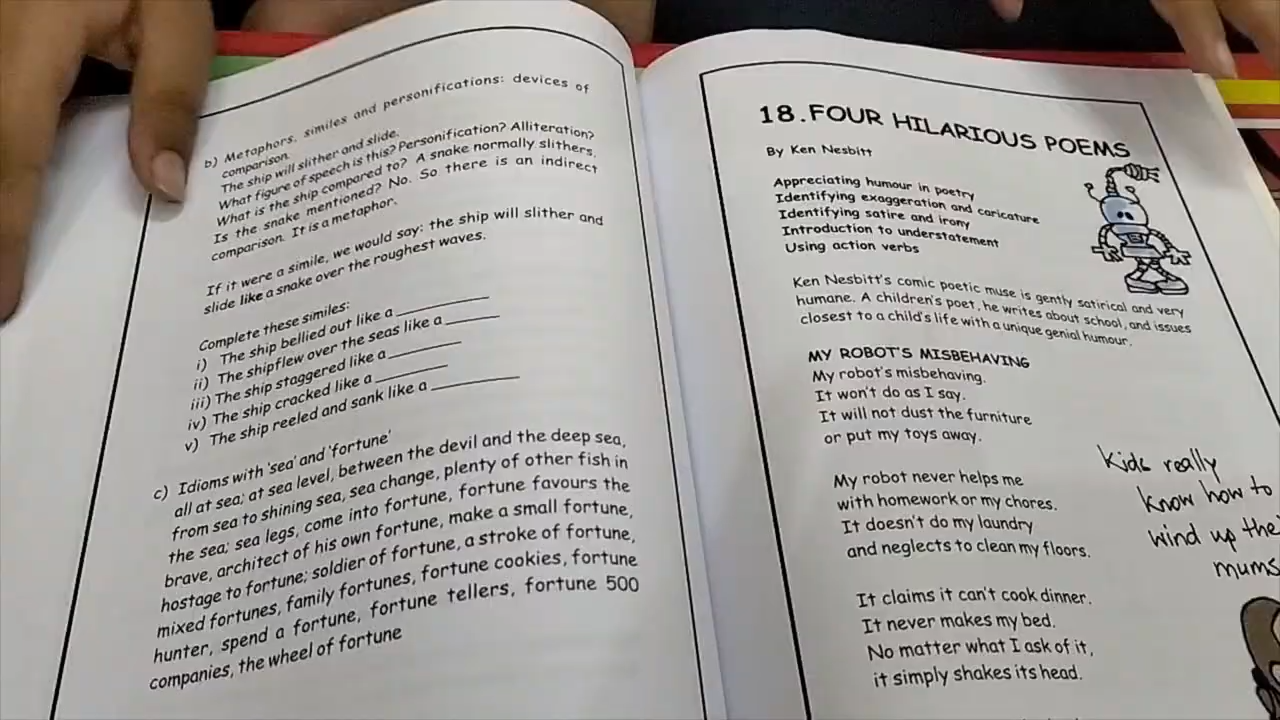 b) Metaphors, similes and personifications: devices of
comparison.
The ship will slither and slide.
What figure of speech is this? Personification? Alliteration?
What is the ship compared to? A snake normally slithers.
Is the snake mentioned? No. So there is an indirect
comparison. It is a metaphor.
If it were a simile, we would say: the ship will slither and
slide like a snake over the roughest waves.
Complete these similes:
i) The ship bellied out like a
ii) The shipflew over the seas like a
iii) The ship staggered like a
iv) The ship cracked like a
v) The ship reeled and sank like a
c) Idioms with 'sea' and 'fortune'
all at sea; at sea level, between the devil and the deep sea,
from sea to shining sea, sea change, plenty of other fish in
the sea; sea legs, come into fortune, fortune favours the
brave, architect of his own fortune, make a small fortune,
hostage to fortune; soldier of fortune, a stroke of fortune,
mixed fortunes, family fortunes, fortune cookies, fortune
hunter, spend a fortune, fortune tellers, fortune 500
companies, the wheel of fortune
18. FOUR HILARIOUS POEMS
By Ken Nesbitt
Appreciating humour in poetry
Identifying exaggeration and caricature
Identifying satire and irony
Introduction to understatement
Using action verbs
Ken Nesbitt's comic poetic muse is gently satirical and very
humane. A children's poet, he writes about school, and issues
closest to a child's life with a unique genial humour.
MY ROBOT'S MISBEHAVING
My robot's misbehaving.
It won't do as I say.
It will not dust the furniture
or put my toys away.
My robot never helps me
with homework or my chores.
It doesn't do my laundry
and neglects to clean my floors.
It claims it can't cook dinner.
It never makes my bed.
No matter what I ask of it,
it simply shakes its head.
Kids really
know how to
wind up the
mums